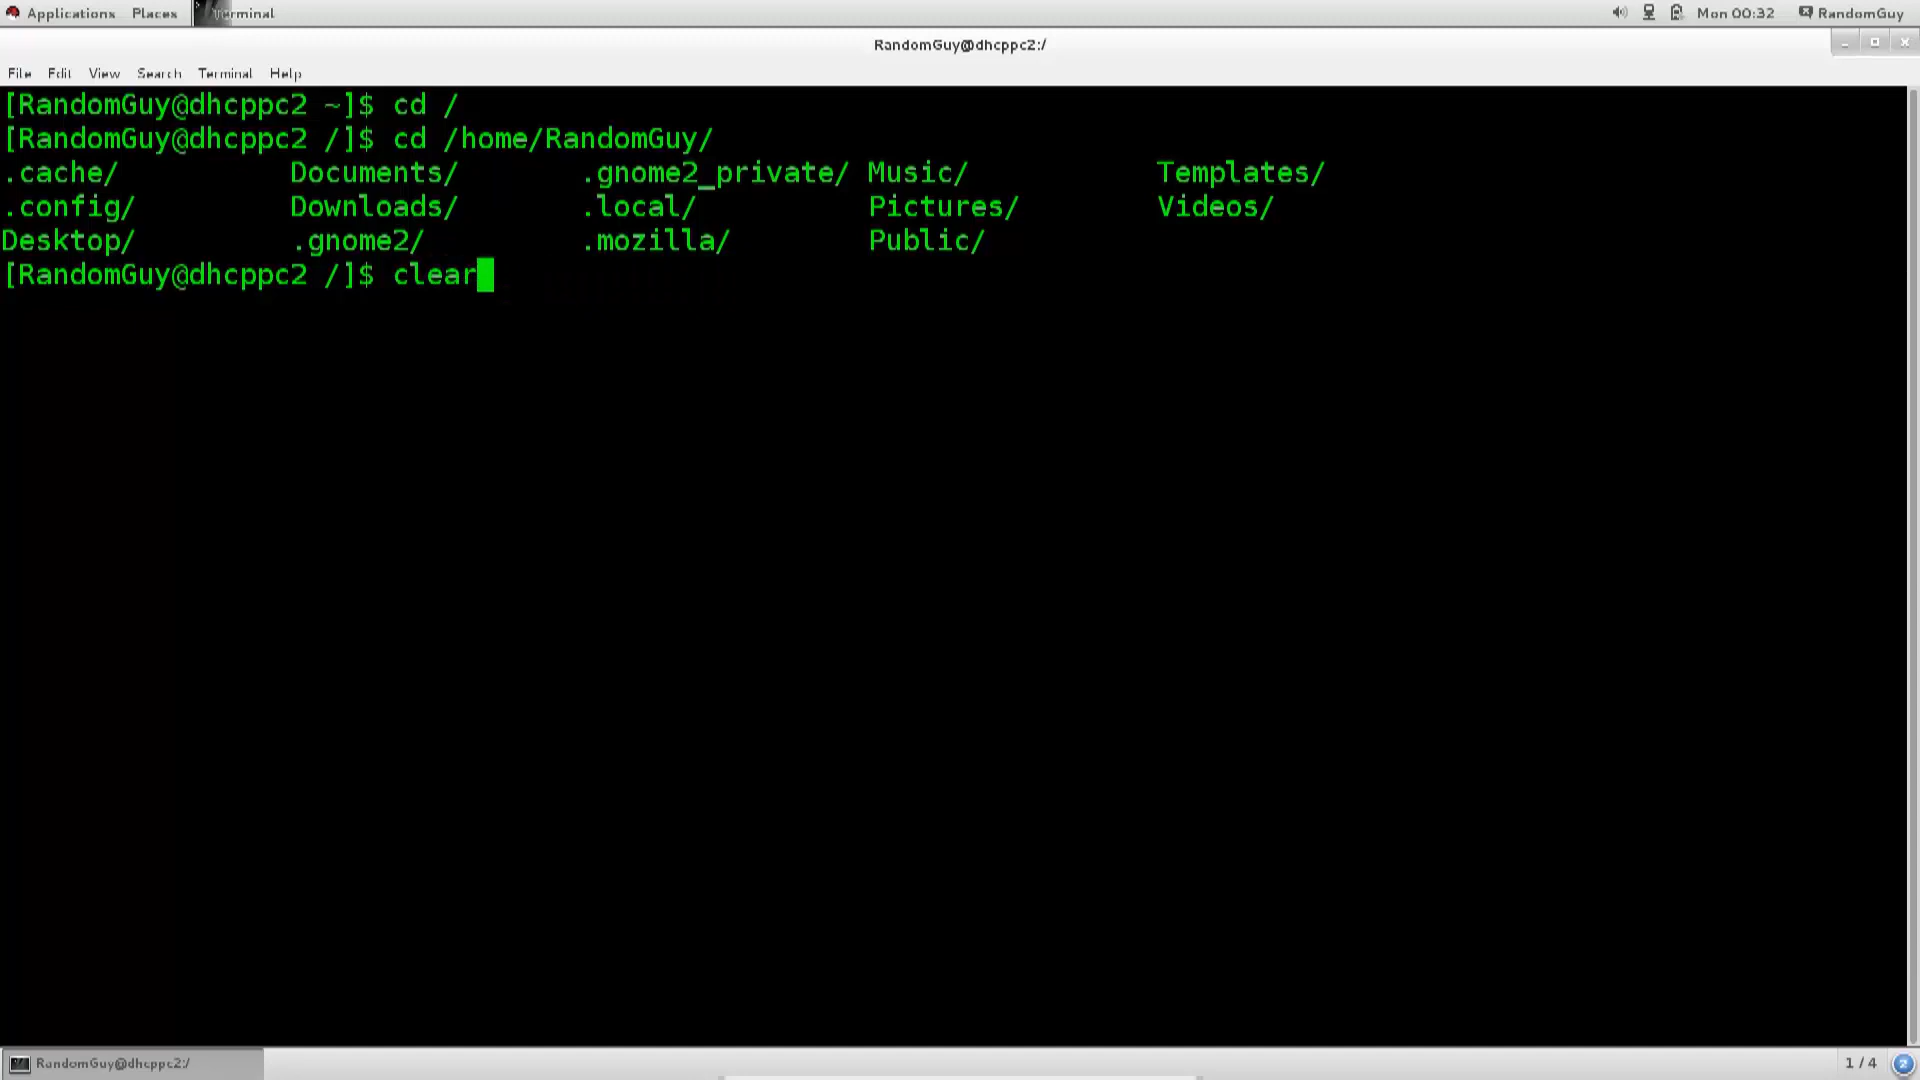 Applications Places Terminal Mon 00:32 RandomGuy
RandomGuy@dhcppc2:/
File Edit View Search Terminal Help
[RandomGuy@dhcppc2 ~]$ cd /
[RandomGuy@dhcppc2 /]$ cd /home/RandomGuy/
.cache/ Documents/ .gnome2_private/ Music/ Templates/
.config/ Downloads/ .local/ Pictures/ Videos/
Desktop/ .gnome2/ .mozilla/ Public/
[RandomGuy@dhcppc2 /]$ clear
RandomGuy@dhcppc2:/ 1 / 4 2